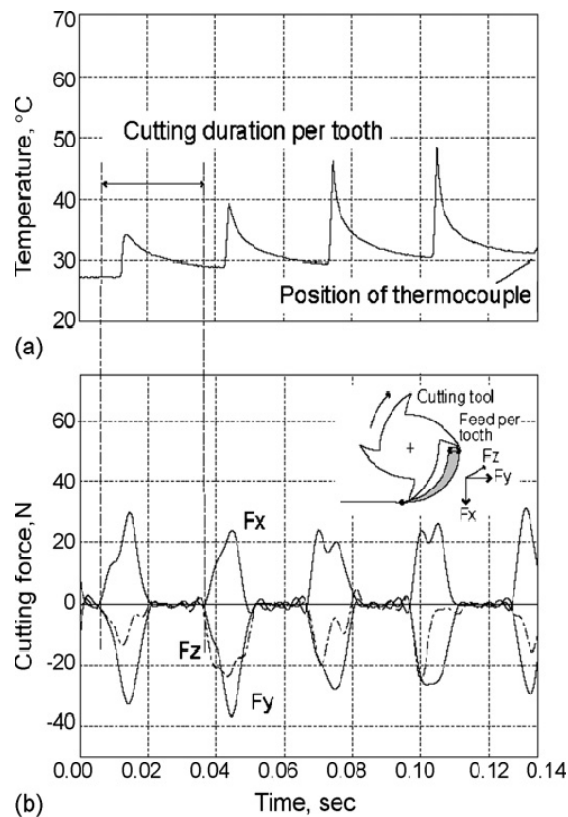 70
60
50
40
30
20
Temperature, °C
Cutting duration per tooth
Position of thermocouple
(a)
60
40
20
0
-20
-40
Cutting force,N
Cutting tool
Feed per
tooth
Fz
Fy
Fx
Fx
Fz
Fy
0.00 0.02 0.04 0.06 0.08 0.10 0.12 0.14
(b)
Time, sec